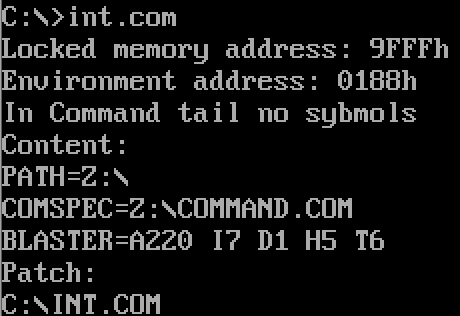 C:\>int.com
Locked memory address: 9FFFh
Environment address: 0188h
In Command tail no sybmols
Content:
PATH=Z:\
COMSPEC=Z:\COMMAND.COM
BLASTER=A220 I7 D1 H5 T6
Patch:
C:\INT.COM